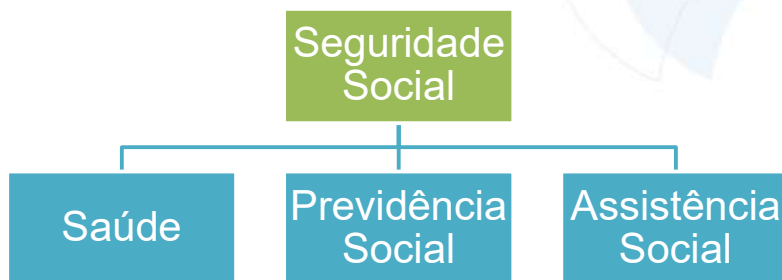 Seguridade
Social
Saúde
Previdência
Social
Assistência
Social